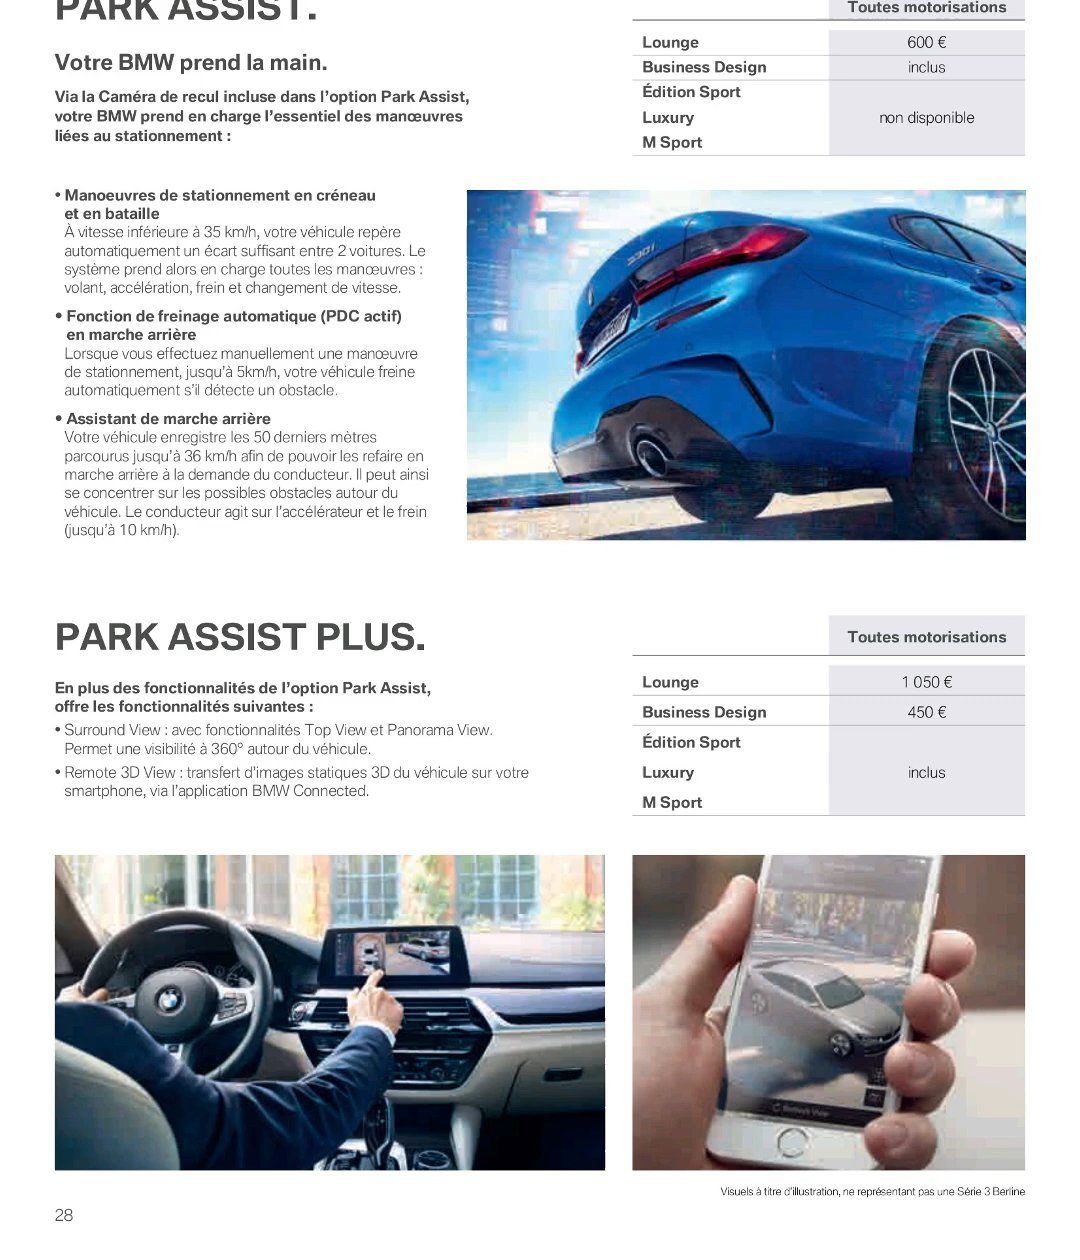 PARK ASSIST.
Toutes motorisations
Votre BMW prend la main.
Via la Caméra de recul incluse dans l'option Park Assist,
votre BMW prend en charge l'essentiel des manœuvres
liées au stationnement :
Lounge 600 €
Business Design inclus
Édition Sport
Luxury non disponible
M Sport
• Manoeuvres de stationnement en créneau
et en bataille
À vitesse inférieure à 35 km/h, votre véhicule repère
automatiquement un écart suffisant entre 2 voitures. Le
système prend alors en charge toutes les manœuvres :
volant, accélération, frein et changement de vitesse.
• Fonction de freinage automatique (PDC actif)
en marche arrière
Lorsque vous effectuez manuellement une manœuvre
de stationnement, jusqu'à 5km/h, votre véhicule freine
automatiquement s'il détecte un obstacle.
• Assistant de marche arrière
Votre véhicule enregistre les 50 derniers mètres
parcourus jusqu'à 36 km/h afin de pouvoir les refaire en
marche arrière à la demande du conducteur. Il peut ainsi
se concentrer sur les possibles obstacles autour du
véhicule. Le conducteur agit sur l'accélérateur et le frein
(jusqu'à 10 km/h).
330i
PARK ASSIST PLUS.
Toutes motorisations
En plus des fonctionnalités de l'option Park Assist,
offre les fonctionnalités suivantes :
• Surround View : avec fonctionnalités Top View et Panorama View.
Permet une visibilité à 360° autour du véhicule.
• Remote 3D View : transfert d'images statiques 3D du véhicule sur votre
smartphone, via l'application BMW Connected.
Lounge 1 050 €
Business Design 450 €
Édition Sport
Luxury inclus
M Sport
Refresh View
Visuels à titre d'illustration, ne représentant pas une Série 3 Berline
28